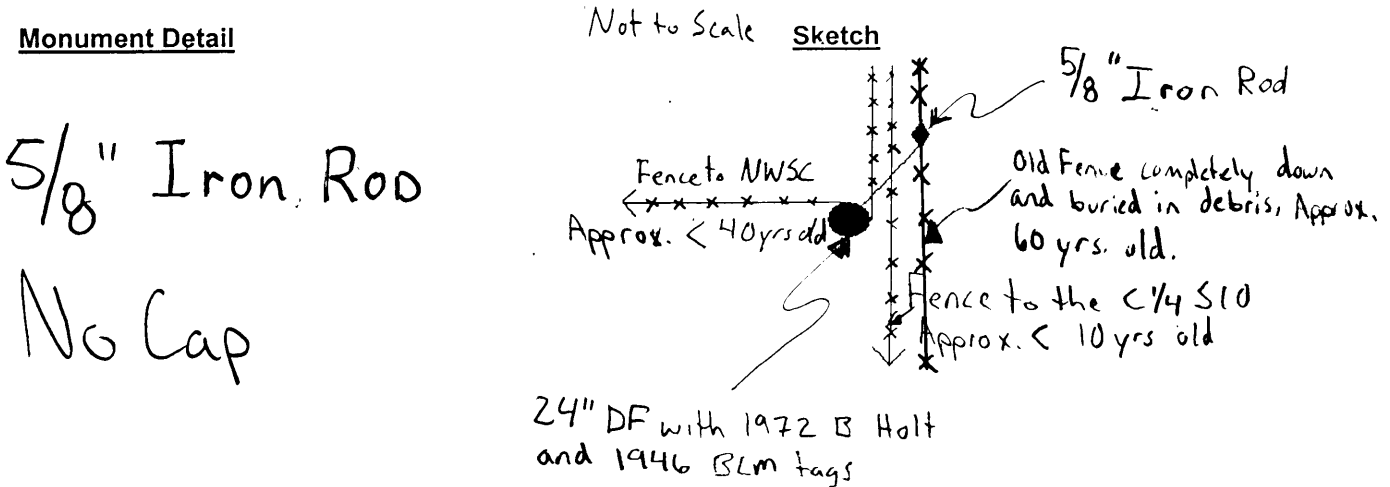 Monument Detail
5/8" Iron Rod
No Cap
Not to Scale
Sketch
5/8" Iron Rod
Fence to NWSC
Approx. < 40yrs old
Old Fence completely down
and buried in debris, Approx.
60 yrs. old.
Fence to the C 1/4 S10
Approx. < 10 yrs old
24" DF with 1972 B Holt
and 1946 BLM tags